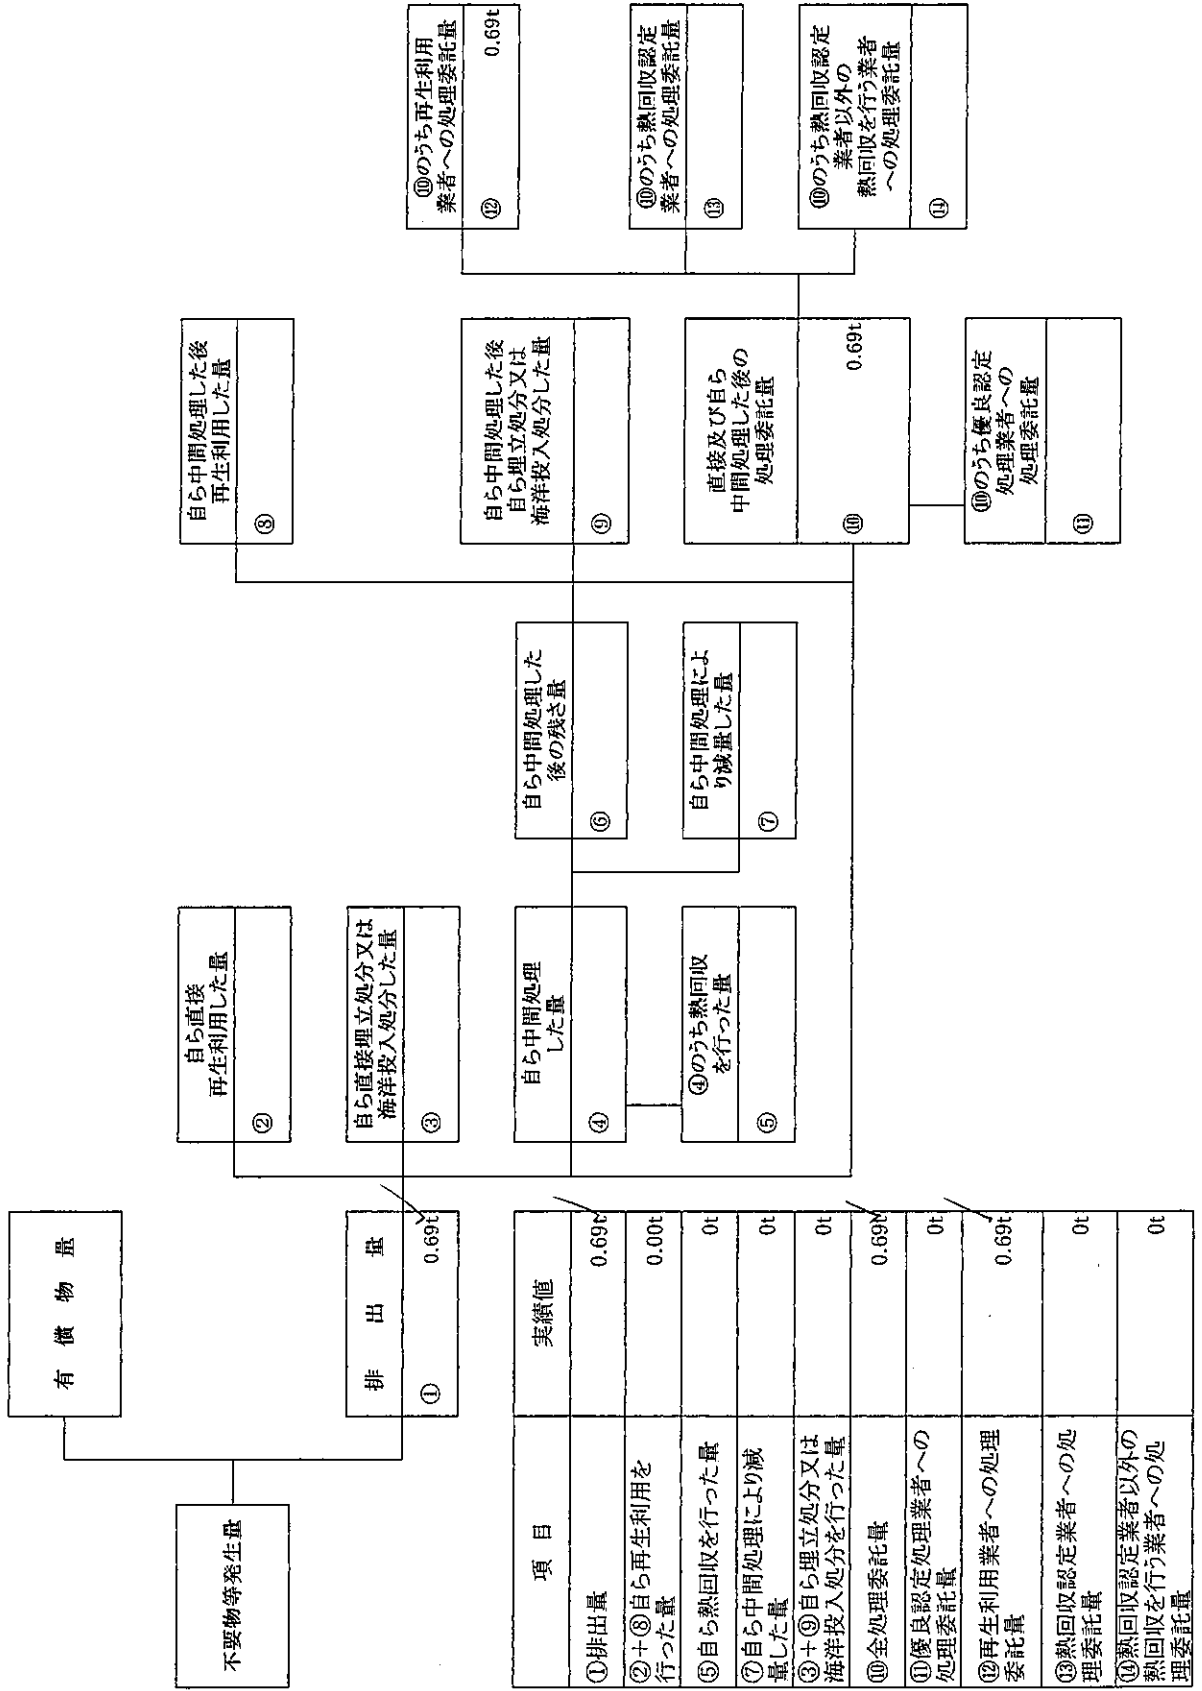 不要物等発生量
有償物量
排出量
① 0.69t
自ら直接
再生利用した量
②
自ら直接埋立処分又は
海洋投入処分した量
③
自ら中間処理
した量
④
④のうち熱回収
を行った量
⑤
自ら中間処理した
後の残さ量
⑥
自ら中間処理によ
り減量した量
⑦
自ら中間処理した後
再生利用した量
⑧
自ら中間処理した後
自ら埋立処分又は
海洋投入処分した量
⑨
直接及び自ら
中間処理した後の
処理委託量
⑩ 0.69t
⑩のうち優良認定
処理業者への
処理委託量
⑪
⑩のうち再生利用
業者への処理委託量
⑫ 0.69t
⑩のうち熱回収認定
業者への処理委託量
⑬
⑩のうち熱回収認定
業者以外の
熱回収を行う業者
への処理委託量
⑭
項目 実績値
①排出量 0.69t
②+⑧自ら再生利用を
行った量 0.00t
⑤自ら熱回収を行った量 0t
⑦自ら中間処理により減
量した量 0t
③+⑨自ら埋立処分又は
海洋投入処分を行った量 0t
⑩全処理委託量 0.69t
⑪優良認定処理業者への
処理委託量 0t
⑫再生利用業者への処理
委託量 0.69t
⑬熱回収認定業者への処
理委託量 0t
⑭熱回収認定業者以外の
熱回収を行う業者への処
理委託量 0t